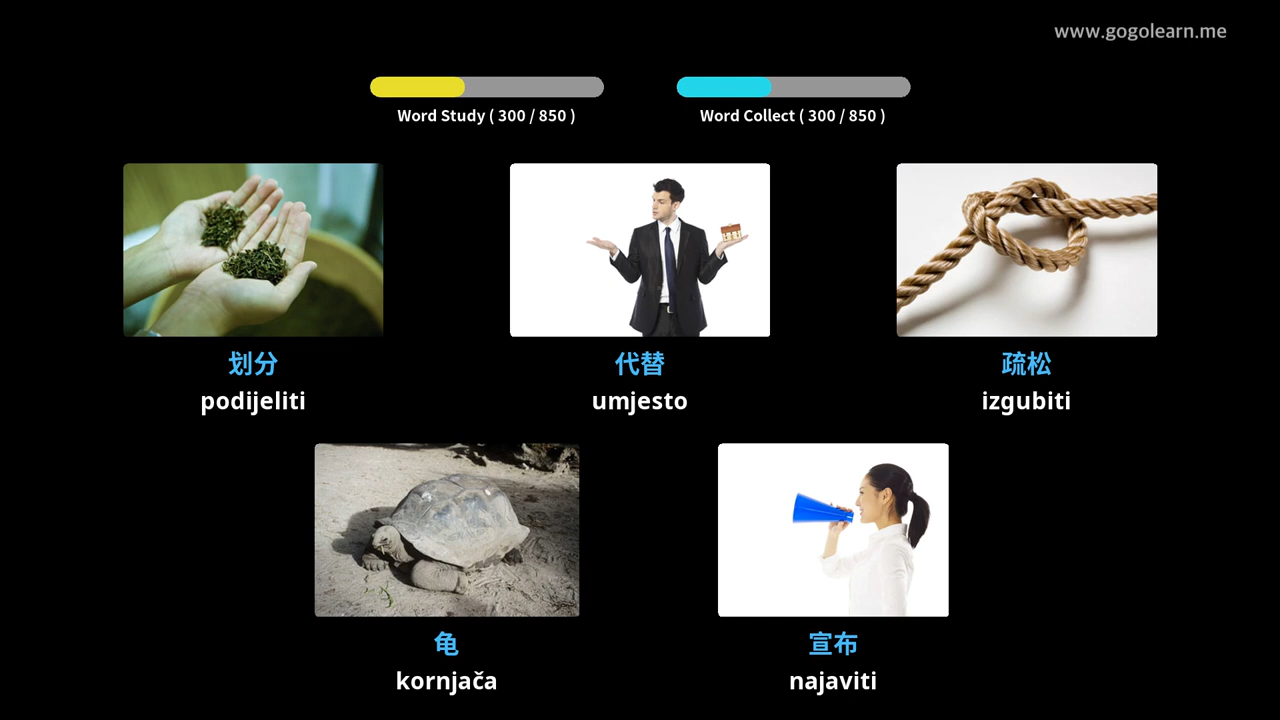 www.gogolearn.me
Word Study ( 300 / 850 )
Word Collect ( 300 / 850 )
划分
podijeliti
代替
umjesto
疏松
izgubiti
龟
kornjača
宣布
najaviti